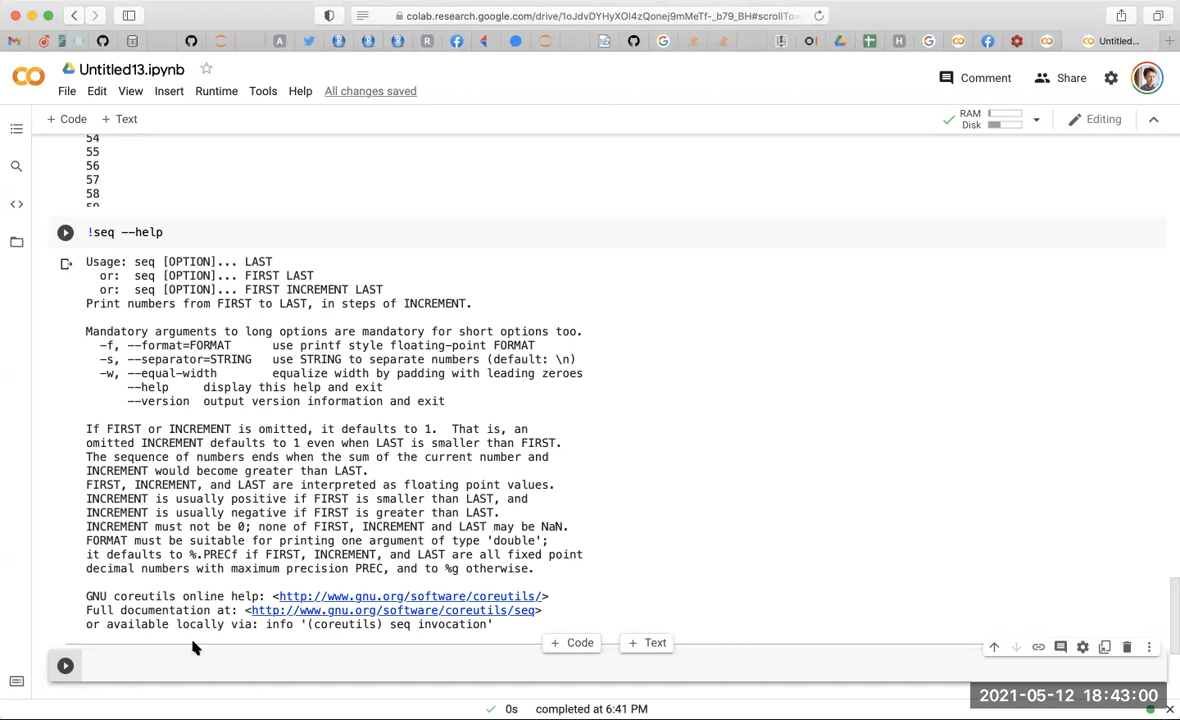 colab.research.google.com/drive/1oJdvDYHyXOI4zQonej9mMeTf-_b79_BH#scrollTo
Untitled...
Untitled13.ipynb
File Edit View Insert Runtime Tools Help All changes saved
Comment Share
+ Code + Text
RAM
Disk
Editing
54
55
56
57
58
59
!seq --help
Usage: seq [OPTION]... LAST
or: seq [OPTION]... FIRST LAST
or: seq [OPTION]... FIRST INCREMENT LAST
Print numbers from FIRST to LAST, in steps of INCREMENT.
Mandatory arguments to long options are mandatory for short options too.
-f, --format=FORMAT use printf style floating-point FORMAT
-s, --separator=STRING use STRING to separate numbers (default: \n)
-w, --equal-width equalize width by padding with leading zeroes
--help display this help and exit
--version output version information and exit
If FIRST or INCREMENT is omitted, it defaults to 1. That is, an
omitted INCREMENT defaults to 1 even when LAST is smaller than FIRST.
The sequence of numbers ends when the sum of the current number and
INCREMENT would become greater than LAST.
FIRST, INCREMENT, and LAST are interpreted as floating point values.
INCREMENT is usually positive if FIRST is smaller than LAST, and
INCREMENT is usually negative if FIRST is greater than LAST.
INCREMENT must not be 0; none of FIRST, INCREMENT and LAST may be NaN.
FORMAT must be suitable for printing one argument of type 'double';
it defaults to %.PRECf if FIRST, INCREMENT, and LAST are all fixed point
decimal numbers with maximum precision PREC, and to %g otherwise.
GNU coreutils online help: <http://www.gnu.org/software/coreutils/>
Full documentation at: <http://www.gnu.org/software/coreutils/seq>
or available locally via: info '(coreutils) seq invocation'
+ Code + Text
2021-05-12 18:43:00
0s completed at 6:41 PM